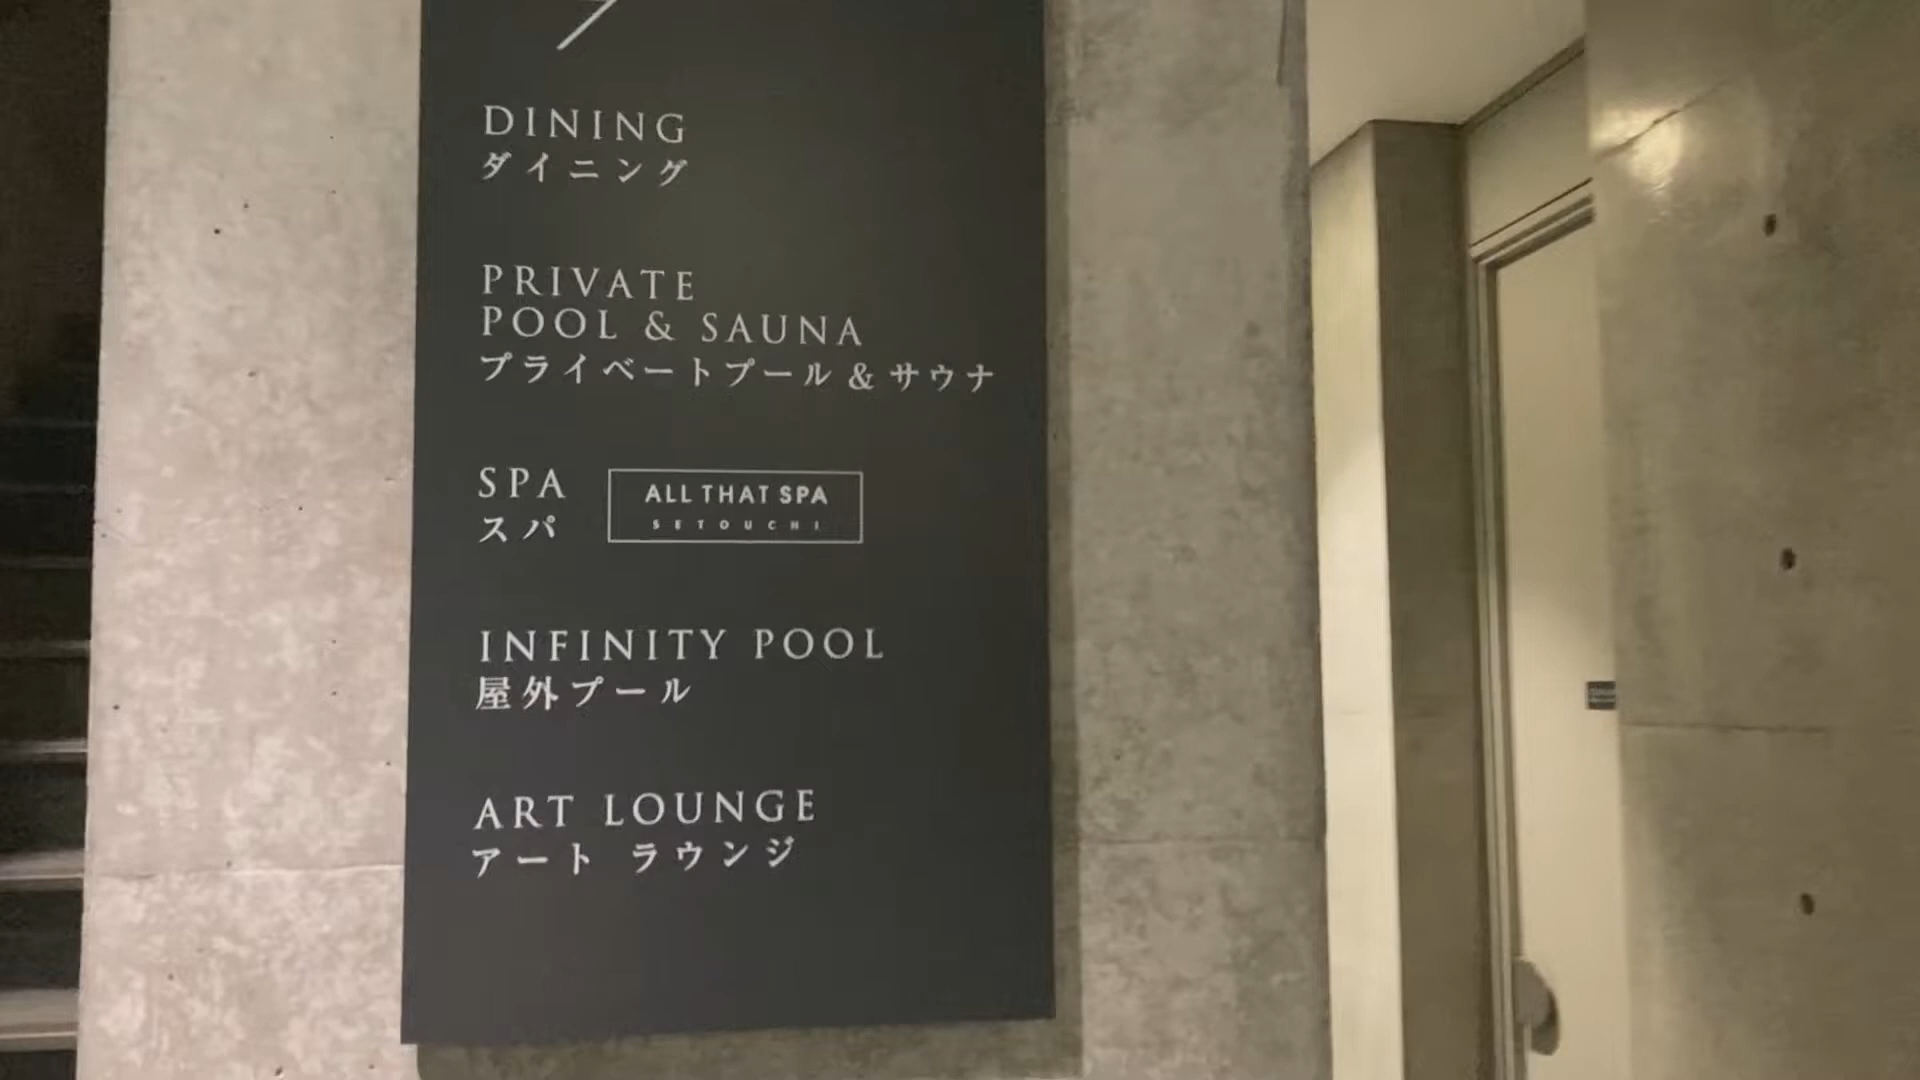 DINING
ダイニング
PRIVATE
POOL & SAUNA
プライベートプール&サウナ
SPA
スパ
ALL THAT SPA
SETOUCHI
INFINITY POOL
屋外プール
ART LOUNGE
アート ラウンジ